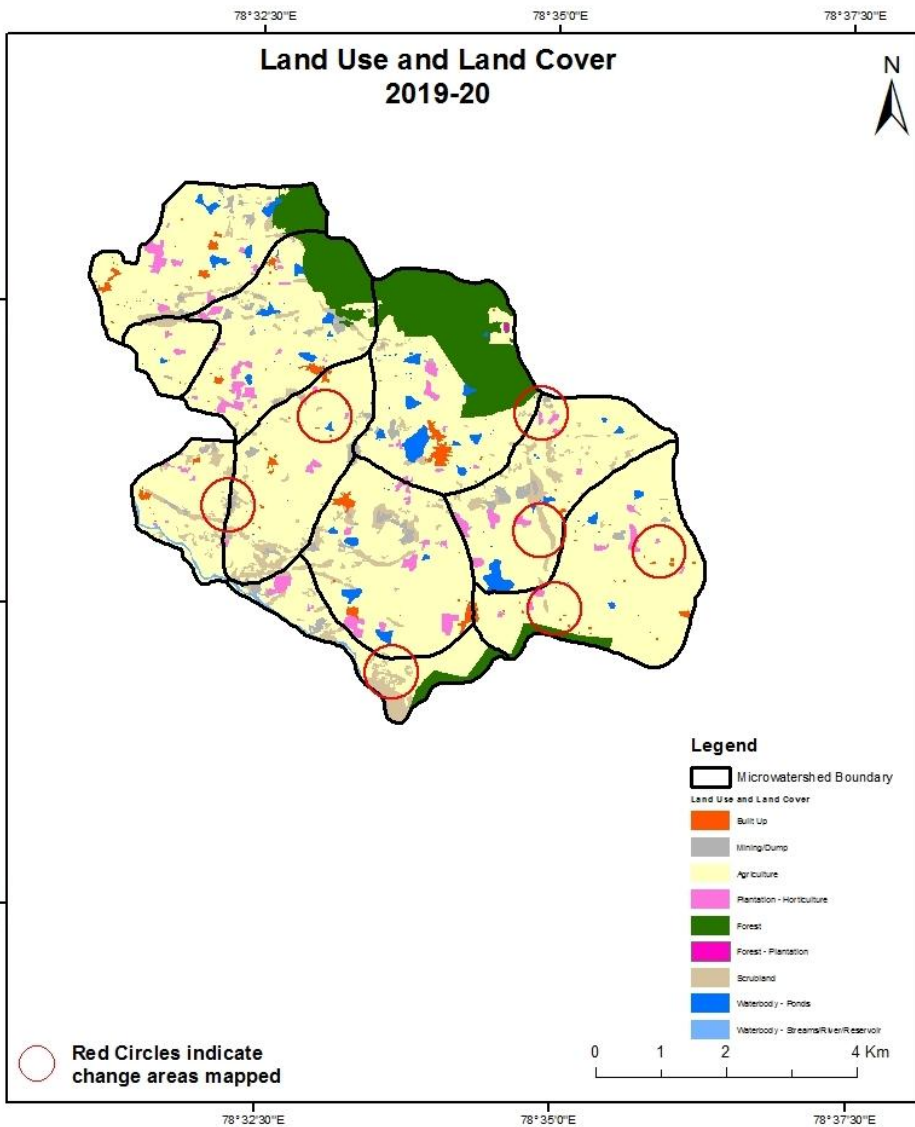 78°32'30"E 78°35'0"E 78°37'30"E
Land Use and Land Cover
2019-20
N
Legend
Microwatershed Boundary
Land Use and Land Cover
Built Up
Mining/Dump
Agriculture
Plantation - Horticulture
Forest
Forest - Plantation
Scrubland
Waterbody - Ponds
Waterbody - Streams/River/Reservoir
Red Circles indicate
change areas mapped
0 1 2 4 Km
78°32'30"E 78°35'0"E 78°37'30"E